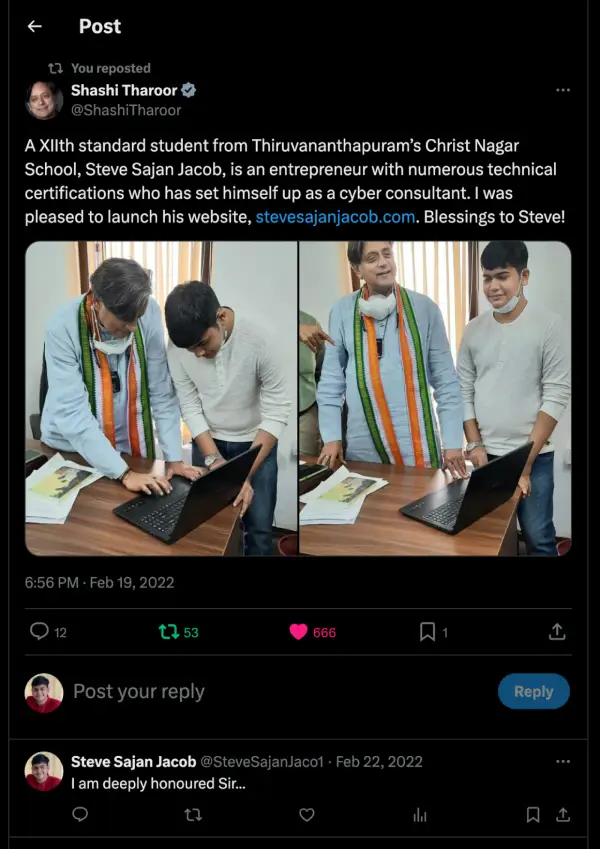 Post
You reposted
Shashi Tharoor
@ShashiTharoor
A XIIth standard student from Thiruvananthapuram’s Christ Nagar
School, Steve Sajan Jacob, is an entrepreneur with numerous technical
certifications who has set himself up as a cyber consultant. I was
pleased to launch his website, stevesajanjacob.com. Blessings to Steve!
6:56 PM · Feb 19, 2022
12 53 666 1
Post your reply
Reply
Steve Sajan Jacob @SteveSajanJaco1 · Feb 22, 2022
I am deeply honoured Sir...